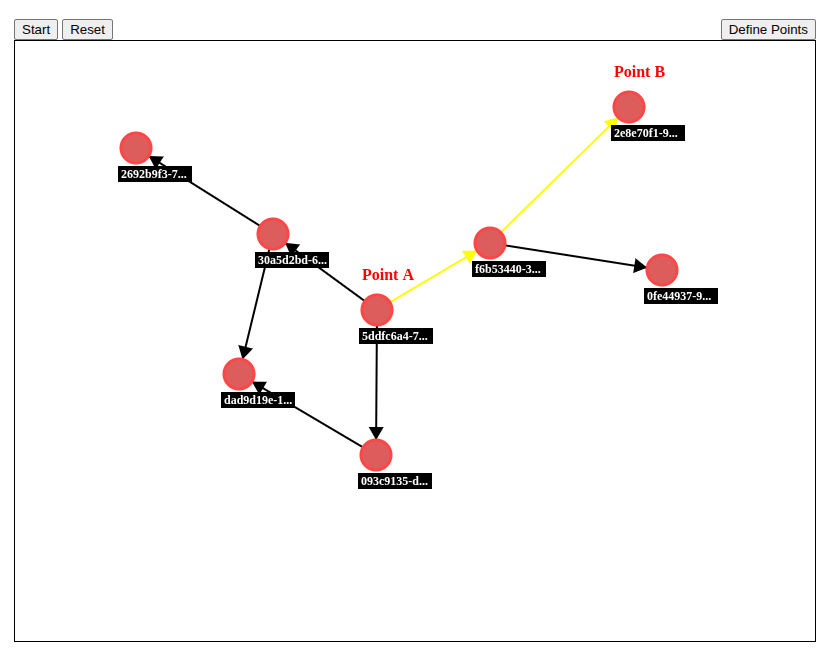 Start Reset Define Points
Point B
2e8e70f1-9...
2692b9f3-7...
30a5d2bd-6...
Point A
f6b53440-3...
0fe44937-9...
5ddfc6a4-7...
dad9d19e-1...
093c9135-d...